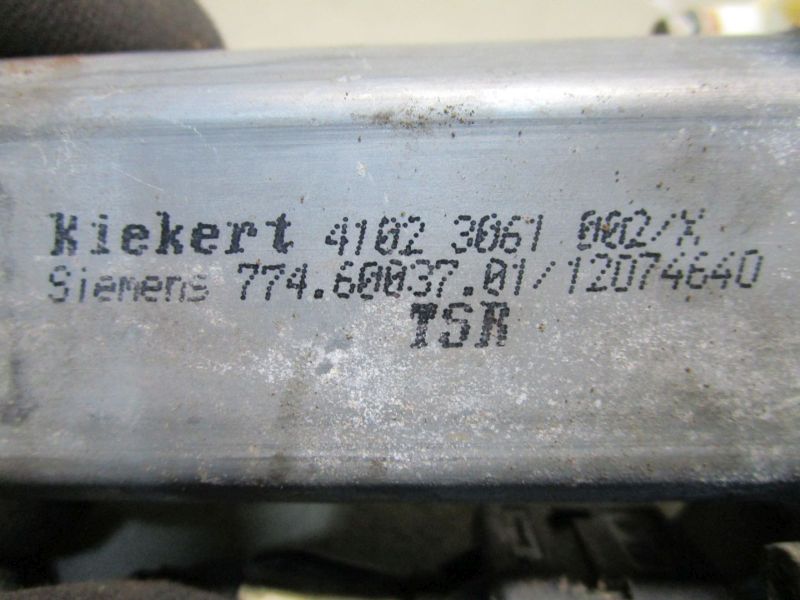 Kiekert 4102 3061 002/X
Siemens 774.60037.01/12074640
TSR